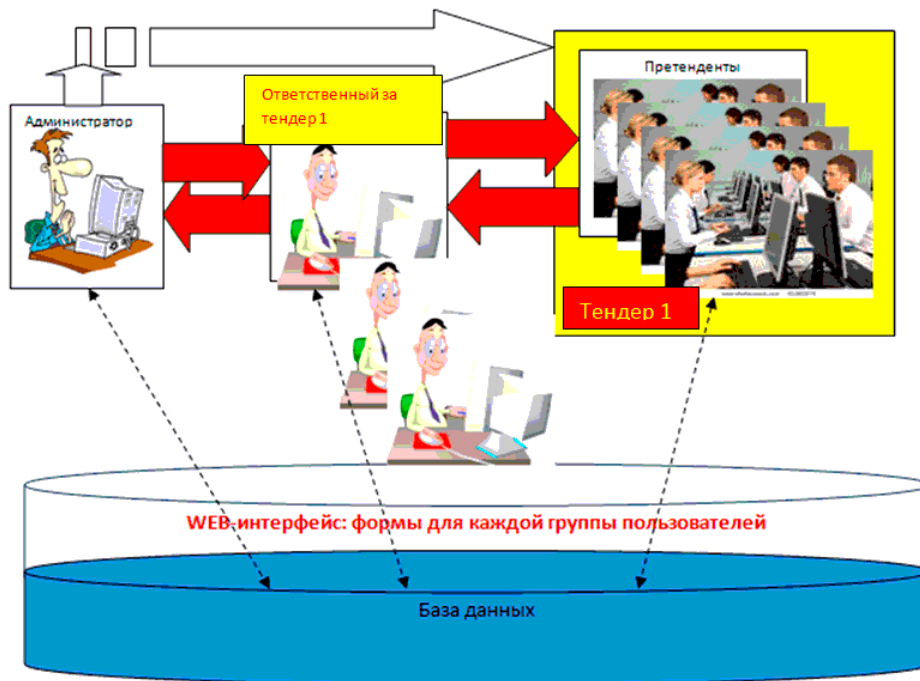 Претенденты
Ответственный за
тендер 1
Администратор
Тендер 1
WEB-интерфейс: формы для каждой группы пользователей
База данных